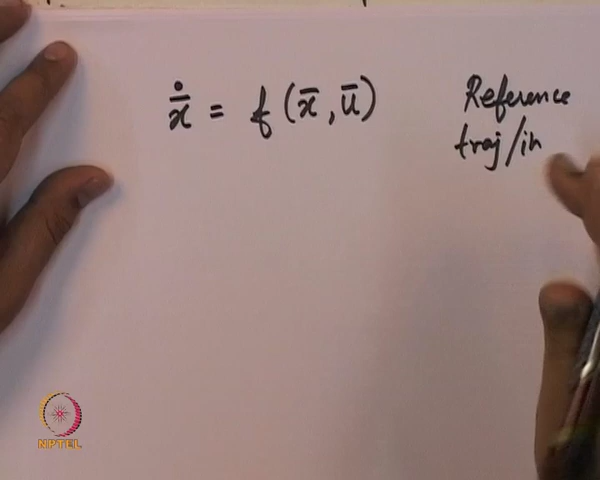 ẋ̄ = f (x̄, ū)
Reference
traj/in
NPTEL